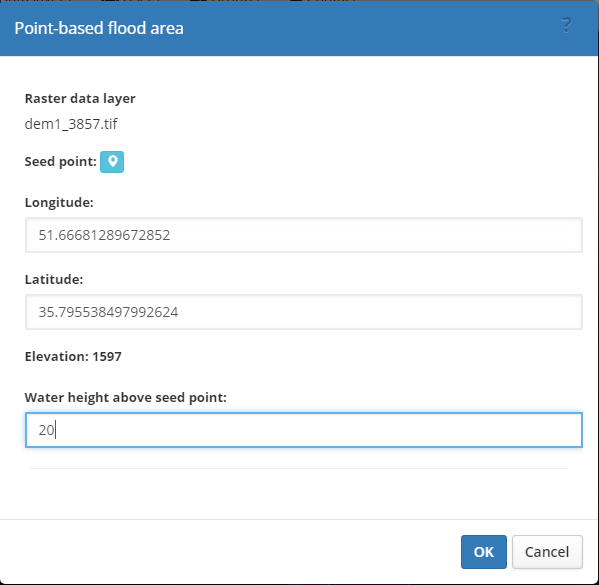 Point-based flood area
?
Raster data layer
dem1_3857.tif
Seed point:
Longitude:
51.66681289672852
Latitude:
35.795538497992624
Elevation: 1597
Water height above seed point:
20
OK Cancel